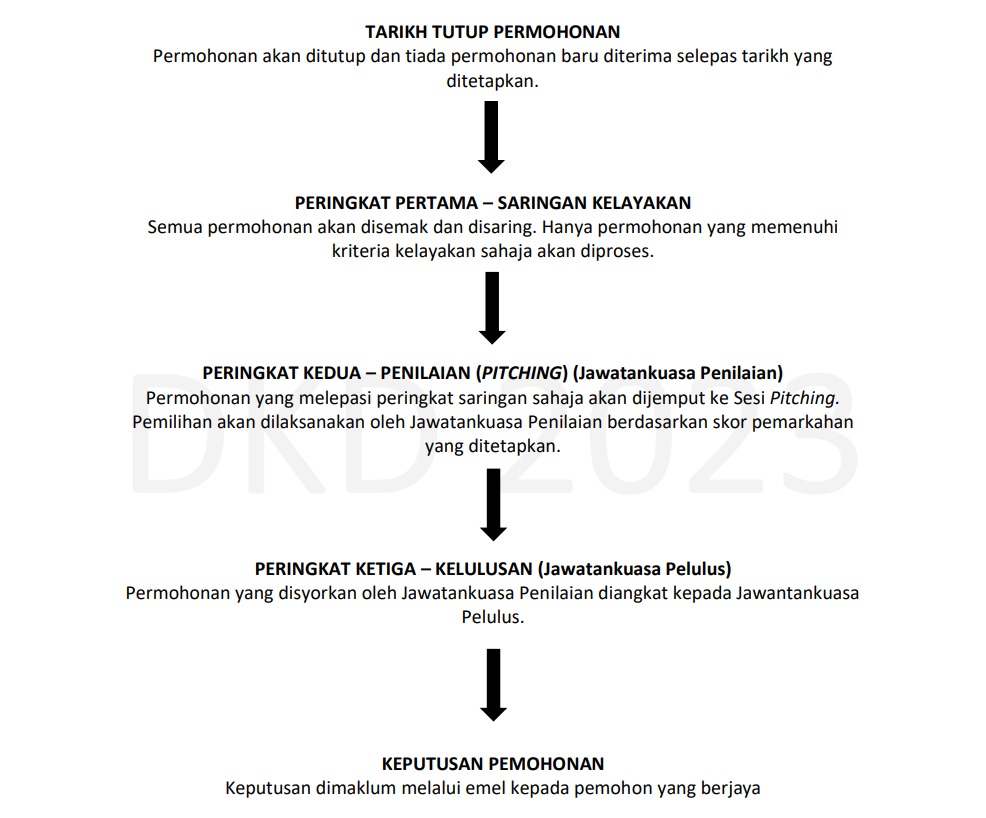 TARIKH TUTUP PERMOHONAN
Permohonan akan ditutup dan tiada permohonan baru diterima selepas tarikh yang
ditetapkan.
PERINGKAT PERTAMA – SARINGAN KELAYAKAN
Semua permohonan akan disemak dan disaring. Hanya permohonan yang memenuhi
kriteria kelayakan sahaja akan diproses.
PERINGKAT KEDUA – PENILAIAN (PITCHING) (Jawatankuasa Penilaian)
Permohonan yang melepasi peringkat saringan sahaja akan dijemput ke Sesi Pitching.
Pemilihan akan dilaksanakan oleh Jawatankuasa Penilaian berdasarkan skor pemarkahan
yang ditetapkan.
DKD 2023
PERINGKAT KETIGA – KELULUSAN (Jawatankuasa Pelulus)
Permohonan yang disyorkan oleh Jawatankuasa Penilaian diangkat kepada Jawantankuasa
Pelulus.
KEPUTUSAN PEMOHONAN
Keputusan dimaklum melalui emel kepada pemohon yang berjaya